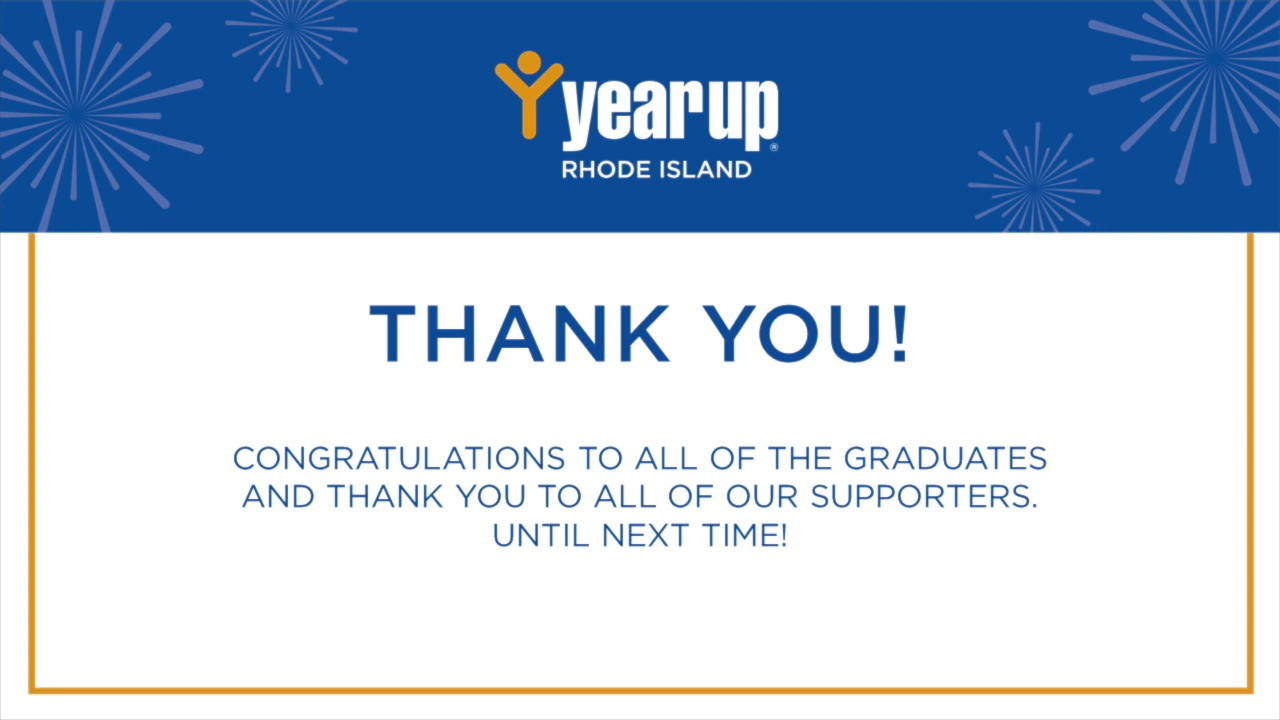 yearup®
RHODE ISLAND
THANK YOU!
CONGRATULATIONS TO ALL OF THE GRADUATES
AND THANK YOU TO ALL OF OUR SUPPORTERS.
UNTIL NEXT TIME!